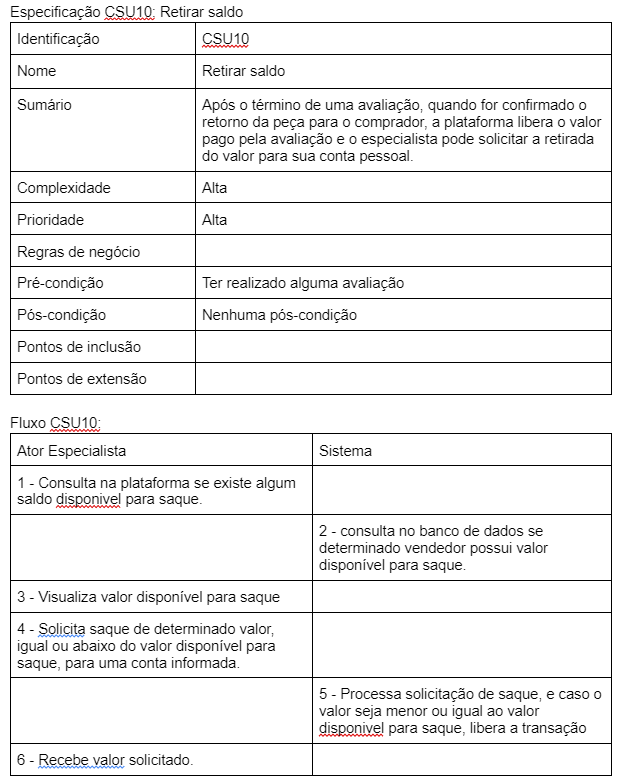 Especificação CSU10: Retirar saldo
Identificação
CSU10
Nome
Retirar saldo
Sumário
Após o término de uma avaliação, quando for confirmado o
retorno da peça para o comprador, a plataforma libera o valor
pago pela avaliação e o especialista pode solicitar a retirada
do valor para sua conta pessoal.
Complexidade
Alta
Prioridade
Alta
Regras de negócio
Pré-condição
Ter realizado alguma avaliação
Pós-condição
Nenhuma pós-condição
Pontos de inclusão
Pontos de extensão
Fluxo CSU10:
Ator Especialista
Sistema
1 - Consulta na plataforma se existe algum
saldo disponivel para saque.
2 - consulta no banco de dados se
determinado vendedor possui valor
disponível para saque.
3 - Visualiza valor disponível para saque
4 - Solicita saque de determinado valor,
igual ou abaixo do valor disponível para
saque, para uma conta informada.
5 - Processa solicitação de saque, e caso o
valor seja menor ou igual ao valor
disponivel para saque, libera a transação
6 - Recebe valor solicitado.